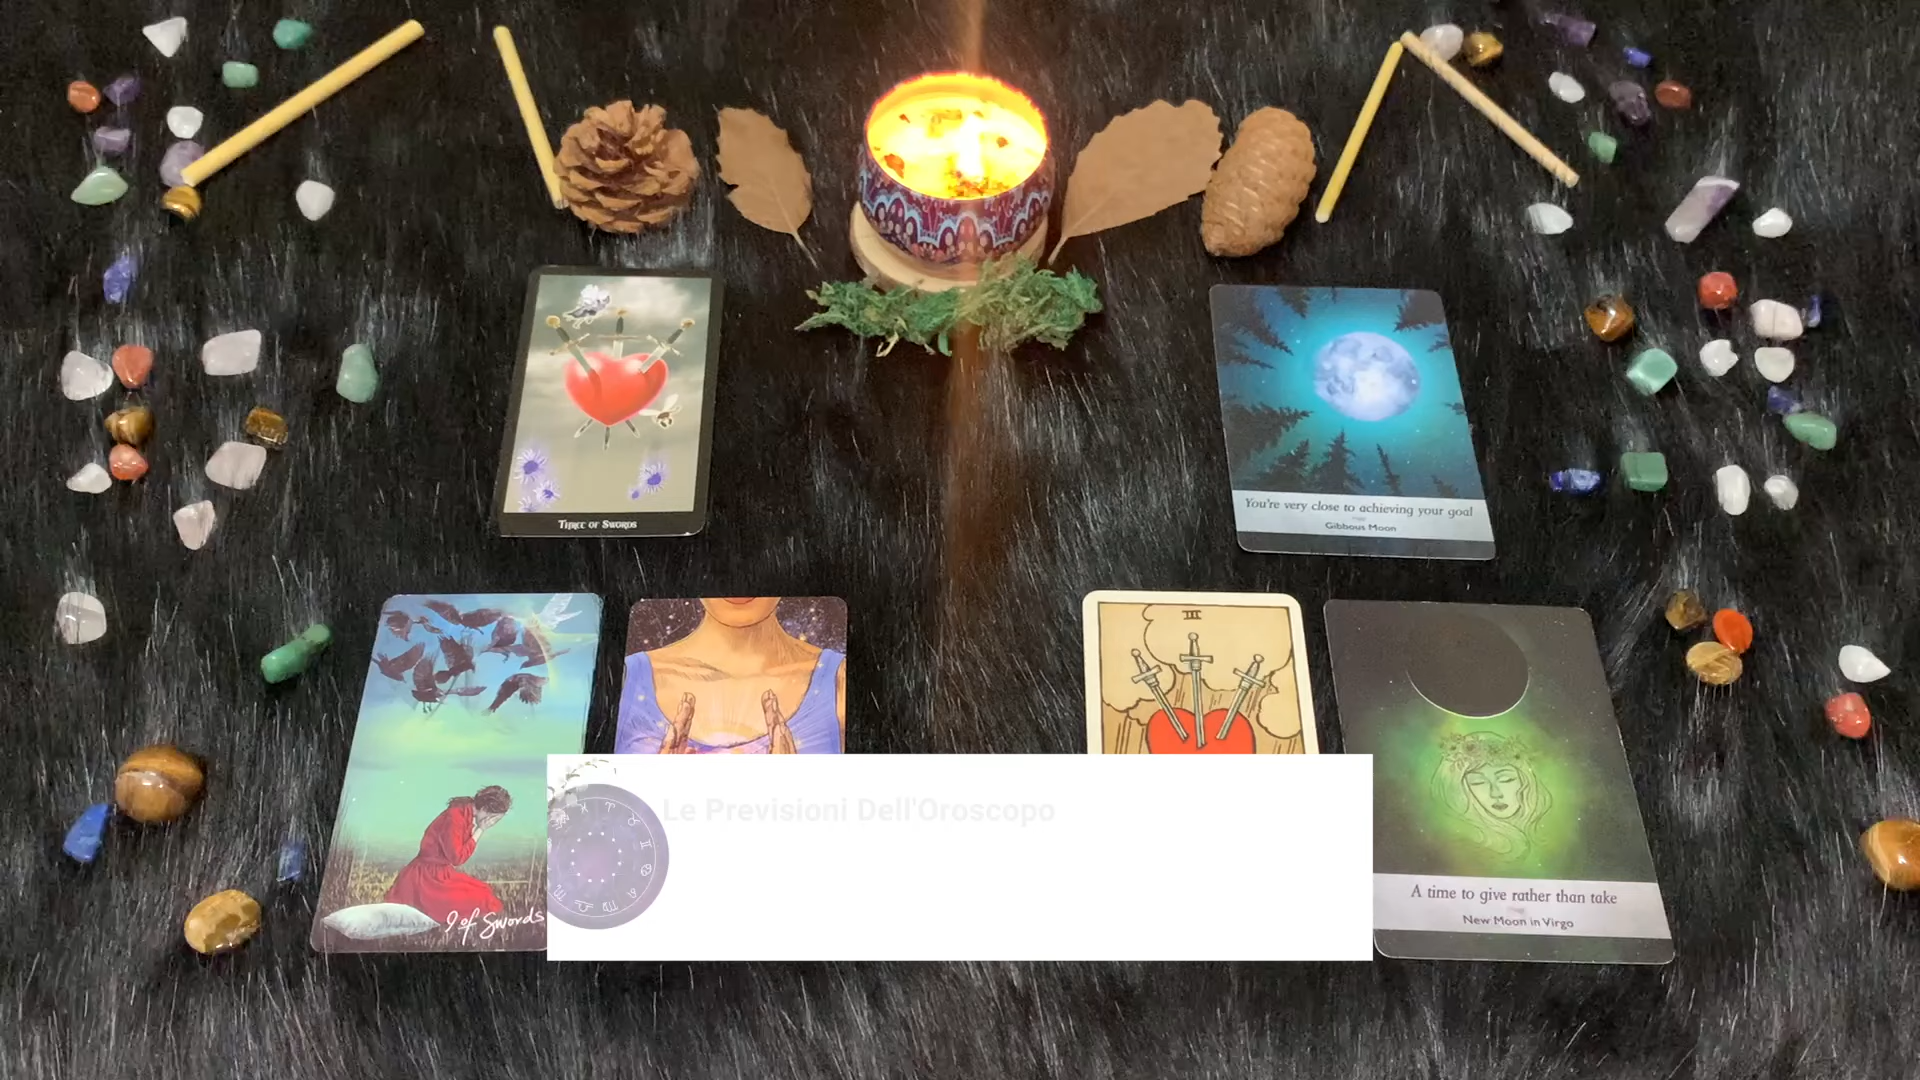 Three of Swords
You're very close to achieving your goal
Gibbous Moon
III
9 of Swords
Le Previsioni Dell'Oroscopo
A time to give rather than take
New Moon in Virgo